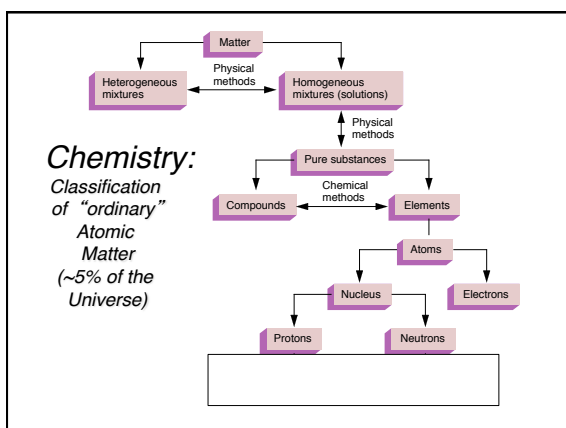 Matter
Heterogeneous
mixtures
Physical
methods
Homogeneous
mixtures (solutions)
Physical
methods
Chemistry:
Classification
of “ordinary”
Atomic
Matter
(~5% of the
Universe)
Pure substances
Compounds
Chemical
methods
Elements
Atoms
Nucleus
Electrons
Protons
Neutrons